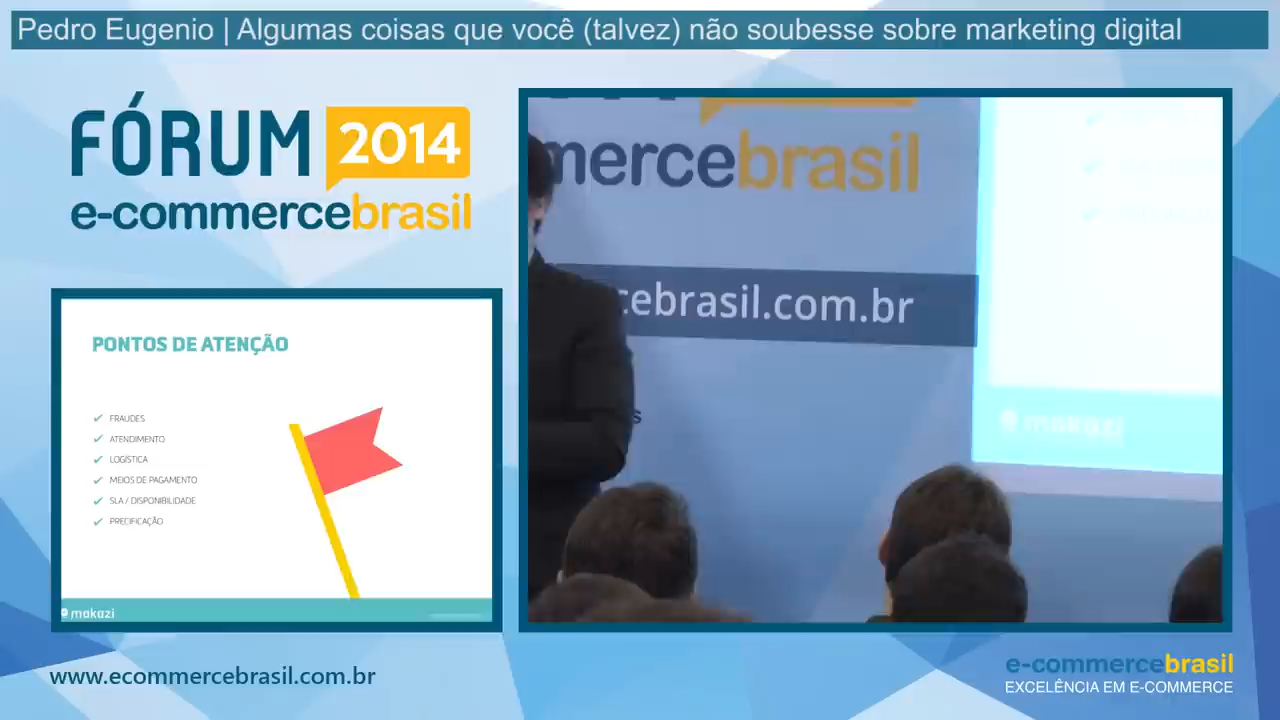 Pedro Eugenio | Algumas coisas que você (talvez) não soubesse sobre marketing digital
FÓRUM 2014
e-commercebrasil
PONTOS DE ATENÇÃO
FRAUDES
ATENDIMENTO
LOGÍSTICA
MEIOS DE PAGAMENTO
SLA / DISPONIBILIDADE
PRECIFICAÇÃO
makazi
mercebrasil
cebrasil.com.br
s
makazi
www.ecommercebrasil.com.br
e-commercebrasil
EXCELÊNCIA EM E-COMMERCE